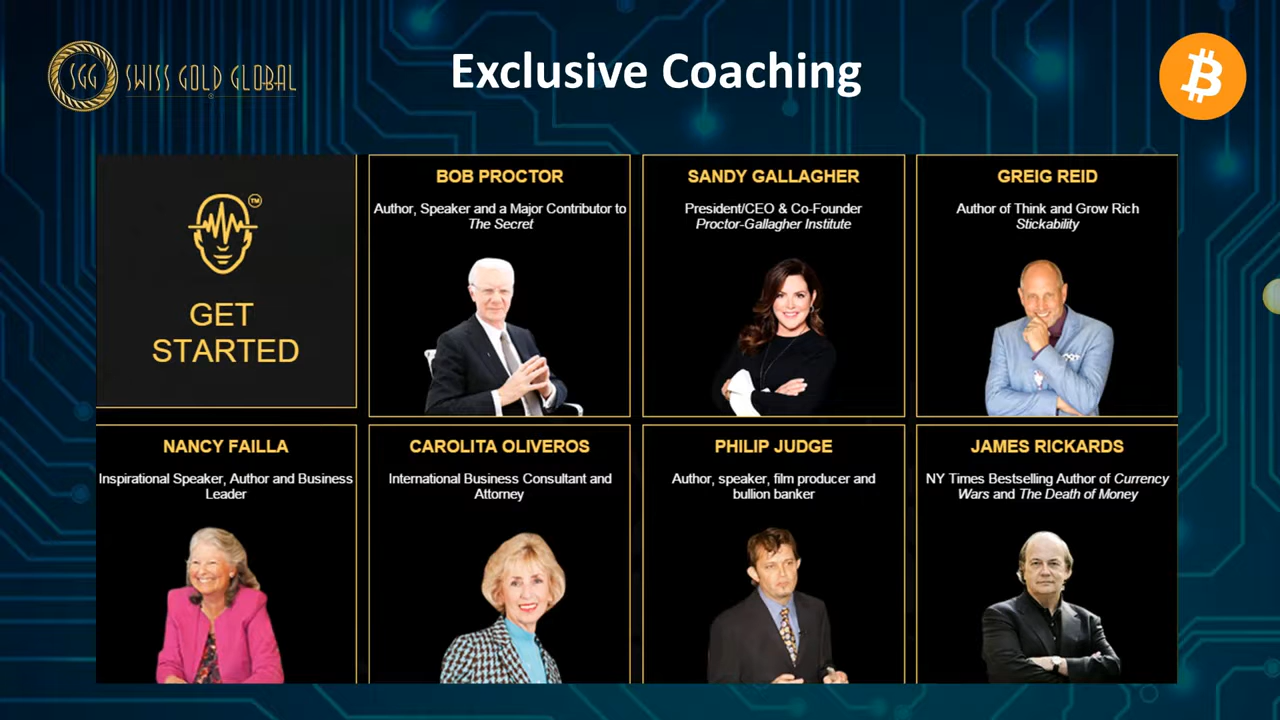 SGG SWISS GOLD GLOBAL
®
Exclusive Coaching
TM
GET
STARTED
BOB PROCTOR
Author, Speaker and a Major Contributor to
The Secret
SANDY GALLAGHER
President/CEO & Co-Founder
Proctor-Gallagher Institute
GREIG REID
Author of Think and Grow Rich
Stickability
NANCY FAILLA
Inspirational Speaker, Author and Business
Leader
CAROLITA OLIVEROS
International Business Consultant and
Attorney
PHILIP JUDGE
Author, speaker, film producer and
bullion banker
JAMES RICKARDS
NY Times Bestselling Author of Currency
Wars and The Death of Money